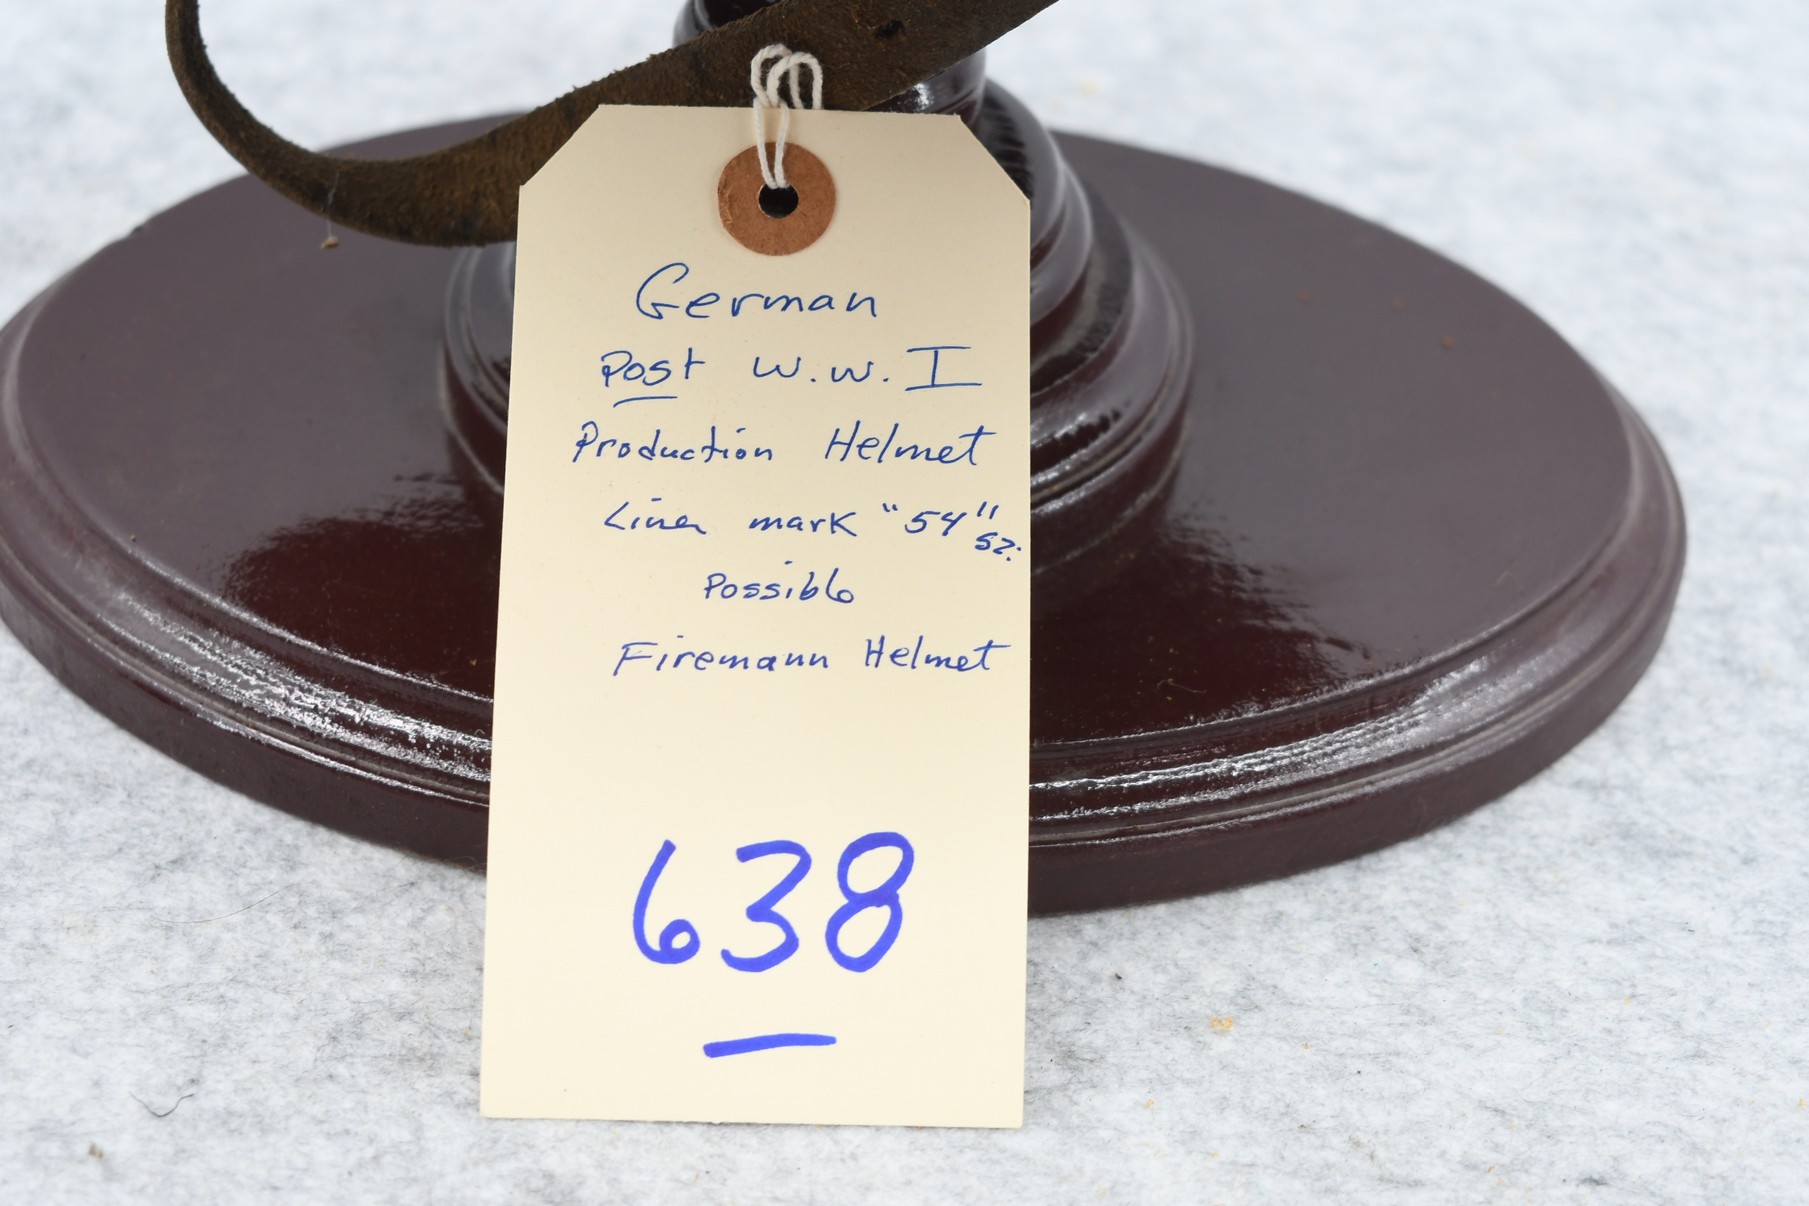 German
Post W.W.I
Production Helmet
Liner mark "54" Sz:
Possible
Firemann Helmet
638